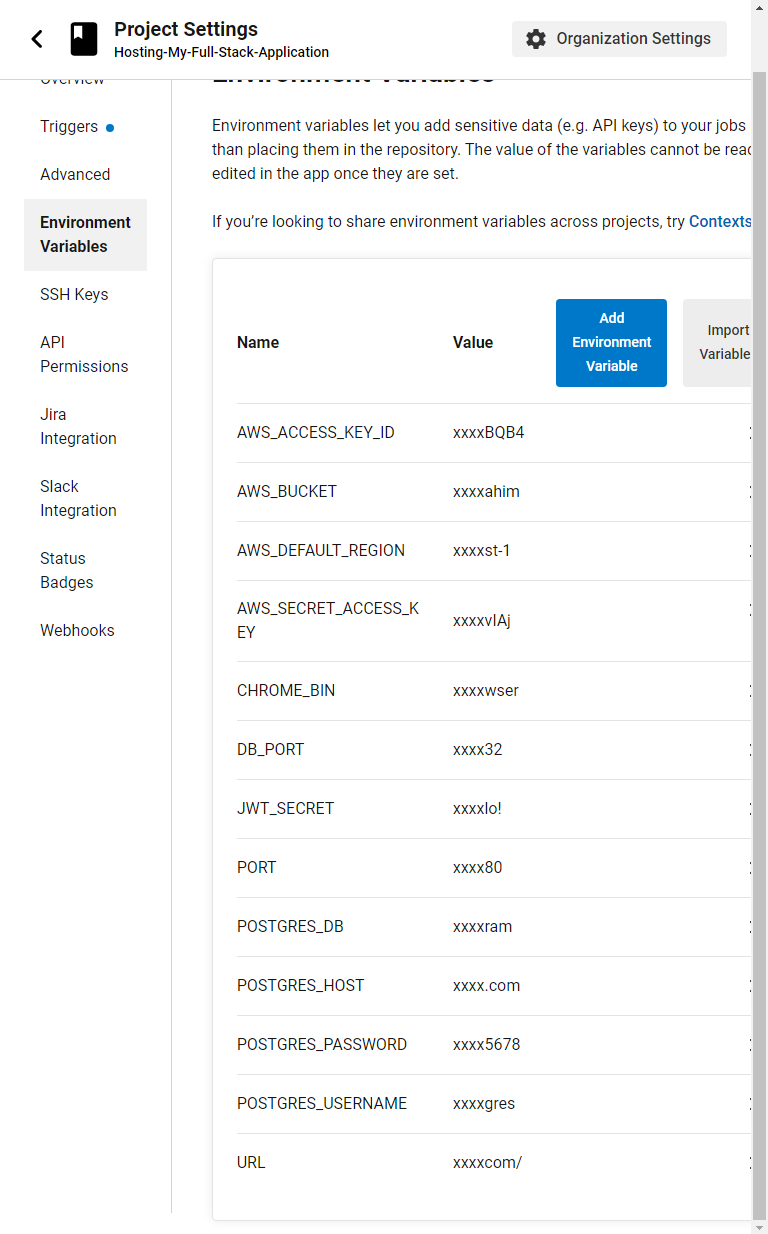 Project Settings
Hosting-My-Full-Stack-Application
Organization Settings
Overview
Triggers
Advanced
Environment
Variables
SSH Keys
API
Permissions
Jira
Integration
Slack
Integration
Status
Badges
Webhooks
Environment Variables
Environment variables let you add sensitive data (e.g. API keys) to your jobs
than placing them in the repository. The value of the variables cannot be read
edited in the app once they are set.
If you’re looking to share environment variables across projects, try Contexts
Name Value
Add
Environment
Variable
Import
Variable
AWS_ACCESS_KEY_ID xxxxBQB4
AWS_BUCKET xxxxahim
AWS_DEFAULT_REGION xxxxst-1
AWS_SECRET_ACCESS_K
EY xxxxvIAj
CHROME_BIN xxxxwser
DB_PORT xxxx32
JWT_SECRET xxxxlo!
PORT xxxx80
POSTGRES_DB xxxxram
POSTGRES_HOST xxxx.com
POSTGRES_PASSWORD xxxx5678
POSTGRES_USERNAME xxxxgres
URL xxxxcom/